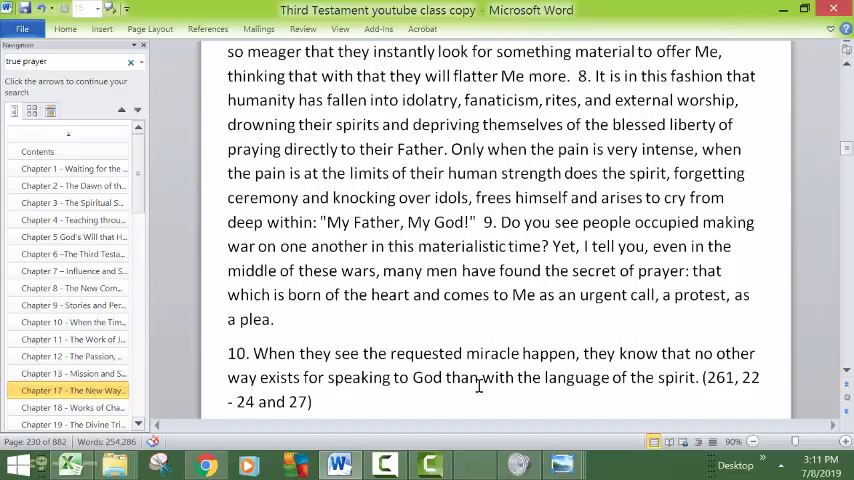 Third Testament youtube class copy - Microsoft Word
File Home Insert Page Layout References Mailings Review View Add-Ins Acrobat
Navigation
true prayer
Click the arrows to continue your
search
Contents
Chapter 1 - Waiting for the ...
Chapter 2 - The Dawn of th...
Chapter 3 - The Spiritual S...
Chapter 4 - Teaching throu...
Chapter 5 God's Will that H...
Chapter 6 –The Third Testa...
Chapter 7 – Influence and S...
Chapter 8 - The New Com...
Chapter 9 - Stories and Per...
Chapter 10 - When the Tim...
Chapter 11 - The Work of J...
Chapter 12 - The Passion, ...
Chapter 13 - Mission and S...
Chapter 17 - The New Way...
Chapter 18 - Works of Cha...
Chapter 19 - The Divine Tri...
so meager that they instantly look for something material to offer Me,
thinking that with that they will flatter Me more. 8. It is in this fashion that
humanity has fallen into idolatry, fanaticism, rites, and external worship,
drowning their spirits and depriving themselves of the blessed liberty of
praying directly to their Father. Only when the pain is very intense, when
the pain is at the limits of their human strength does the spirit, forgetting
ceremony and knocking over idols, frees himself and arises to cry from
deep within: "My Father, My God!" 9. Do you see people occupied making
war on one another in this materialistic time? Yet, I tell you, even in the
middle of these wars, many men have found the secret of prayer: that
which is born of the heart and comes to Me as an urgent call, a protest, as
a plea.
10. When they see the requested miracle happen, they know that no other
way exists for speaking to God than with the language of the spirit. (261, 22
- 24 and 27)
Page: 230 of 882 Words: 254,286 90%
Desktop 3:11 PM
7/8/2019